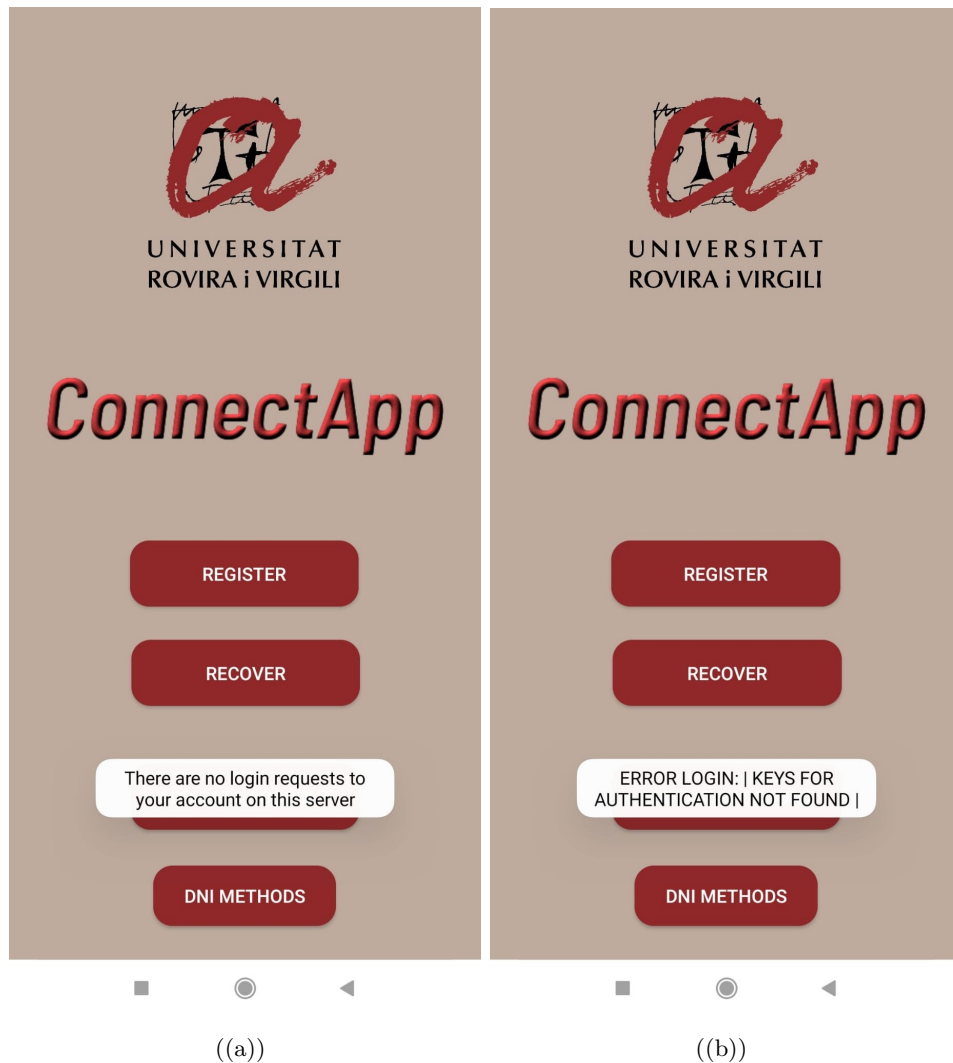 UNIVERSITAT
ROVIRA i VIRGILI
ConnectApp
REGISTER
RECOVER
There are no login requests to
your account on this server
DNI METHODS
((a))
UNIVERSITAT
ROVIRA i VIRGILI
ConnectApp
REGISTER
RECOVER
ERROR LOGIN: | KEYS FOR
AUTHENTICATION NOT FOUND |
DNI METHODS
((b))